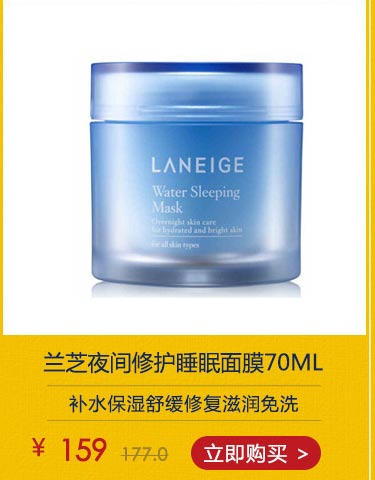 LANEIGE
Water Sleeping
Mask
Overnight skin care
for hydrated and bright skin
for all skin types
兰芝夜间修护睡眠面膜70ML
补水保湿舒缓修复滋润免洗
¥ 159 177.0 立即购买 >